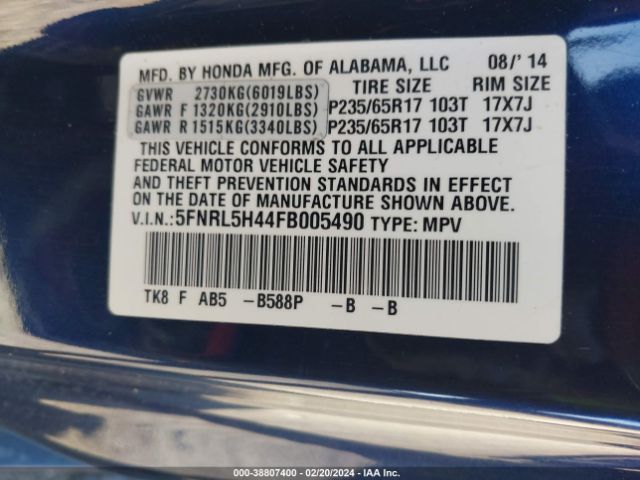 MFD. BY HONDA MFG. OF ALABAMA, LLC 08/'14
GVWR 2730KG(6019LBS) TIRE SIZE RIM SIZE
GAWR F 1320KG(2910LBS) P235/65R17 103T 17X7J
GAWR R 1515KG(3340LBS) P235/65R17 103T 17X7J
THIS VEHICLE CONFORMS TO ALL APPLICABLE
FEDERAL MOTOR VEHICLE SAFETY
AND THEFT PREVENTION STANDARDS IN EFFECT
ON THE DATE OF MANUFACTURE SHOWN ABOVE.
V.I.N.:5FNRL5H44FB005490 TYPE: MPV
TK8 F AB5 -B588P -B -B
000-38807400 - 02/20/2024 - IAA Inc.